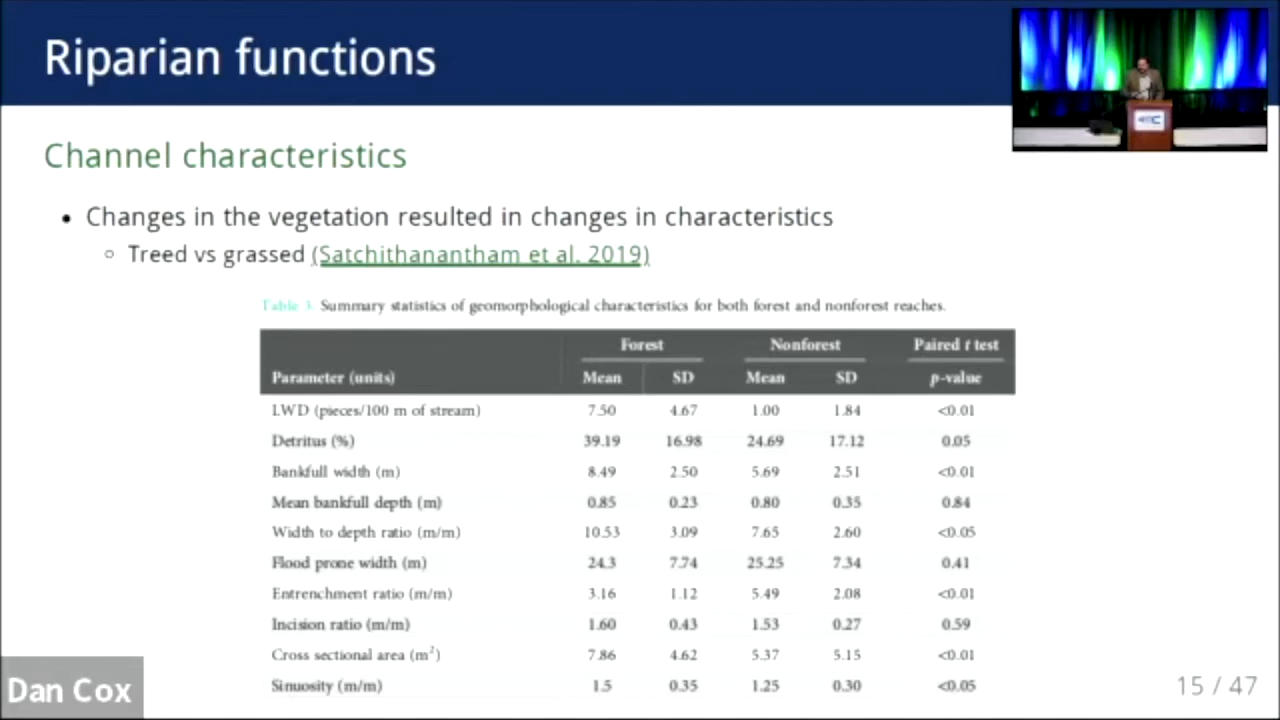 Riparian functions
Channel characteristics
• Changes in the vegetation resulted in changes in characteristics
○ Treed vs grassed (Satchithanantham et al. 2019)
Table 3 Summary statistics of geomorphological characteristics for both forest and nonforest reaches.
Forest Nonforest Paired t test
Parameter (units) Mean SD Mean SD p-value
LWD (pieces/100 m of stream) 7.50 4.67 1.00 1.84 <0.01
Detritus (%) 39.19 16.98 24.69 17.12 0.05
Bankfull width (m) 8.49 2.50 5.69 2.51 <0.01
Mean bankfull depth (m) 0.85 0.23 0.80 0.35 0.84
Width to depth ratio (m/m) 10.53 3.09 7.65 2.60 <0.05
Flood prone width (m) 24.3 7.74 25.25 7.34 0.41
Entrenchment ratio (m/m) 3.16 1.12 5.49 2.08 <0.01
Incision ratio (m/m) 1.60 0.43 1.53 0.27 0.59
Cross sectional area (m²) 7.86 4.62 5.37 5.15 <0.01
Sinuosity (m/m) 1.5 0.35 1.25 0.30 <0.05
Dan Cox
15 / 47